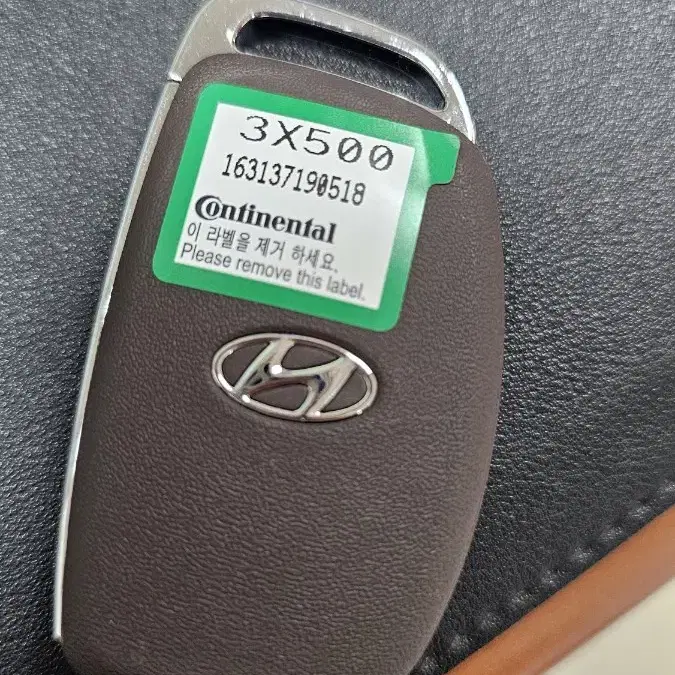 3X500
163137190518
Continental
이 라벨을 제거 하세요.
Please remove this label.